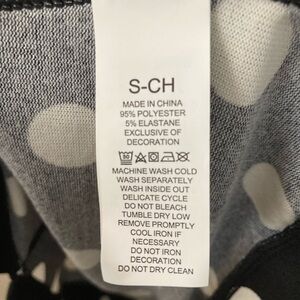 S-CH
MADE IN CHINA
95% POLYESTER
5% ELASTANE
EXCLUSIVE OF
DECORATION
MACHINE WASH COLD
WASH SEPARATELY
WASH INSIDE OUT
DELICATE CYCLE
DO NOT BLEACH
TUMBLE DRY LOW
REMOVE PROMPTLY
COOL IRON IF
NECESSARY
DO NOT IRON
DECORATION
DO NOT DRY CLEAN